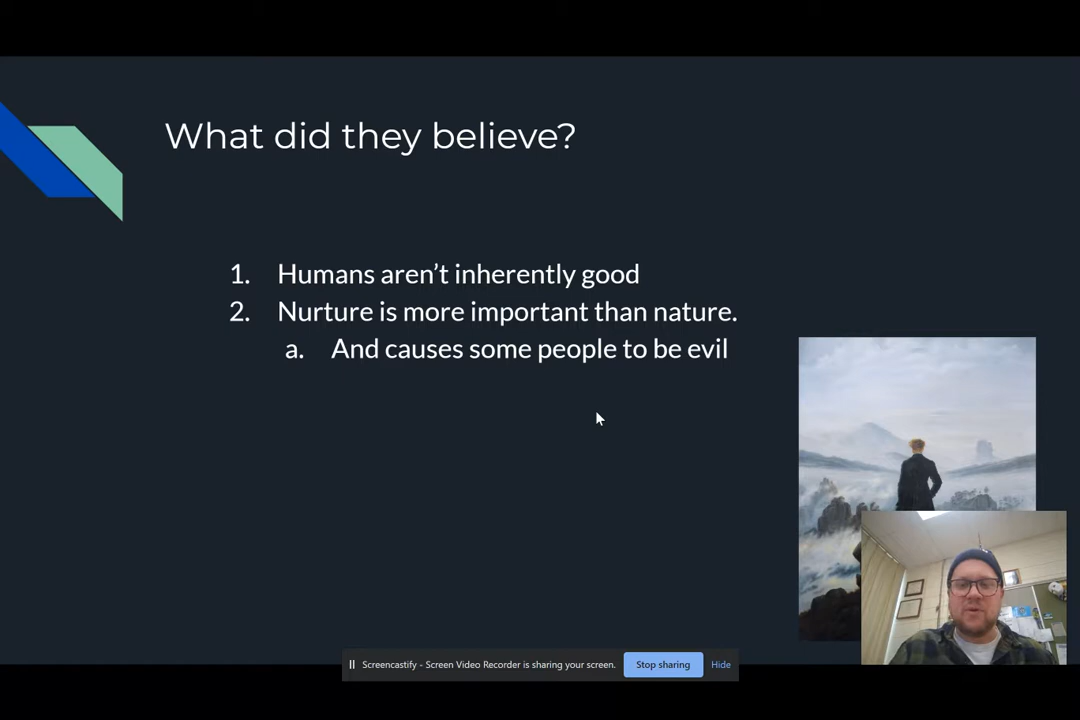 What did they believe?
1. Humans aren't inherently good
2. Nurture is more important than nature.
a. And causes some people to be evil
Screencastify - Screen Video Recorder is sharing your screen. Stop sharing Hide